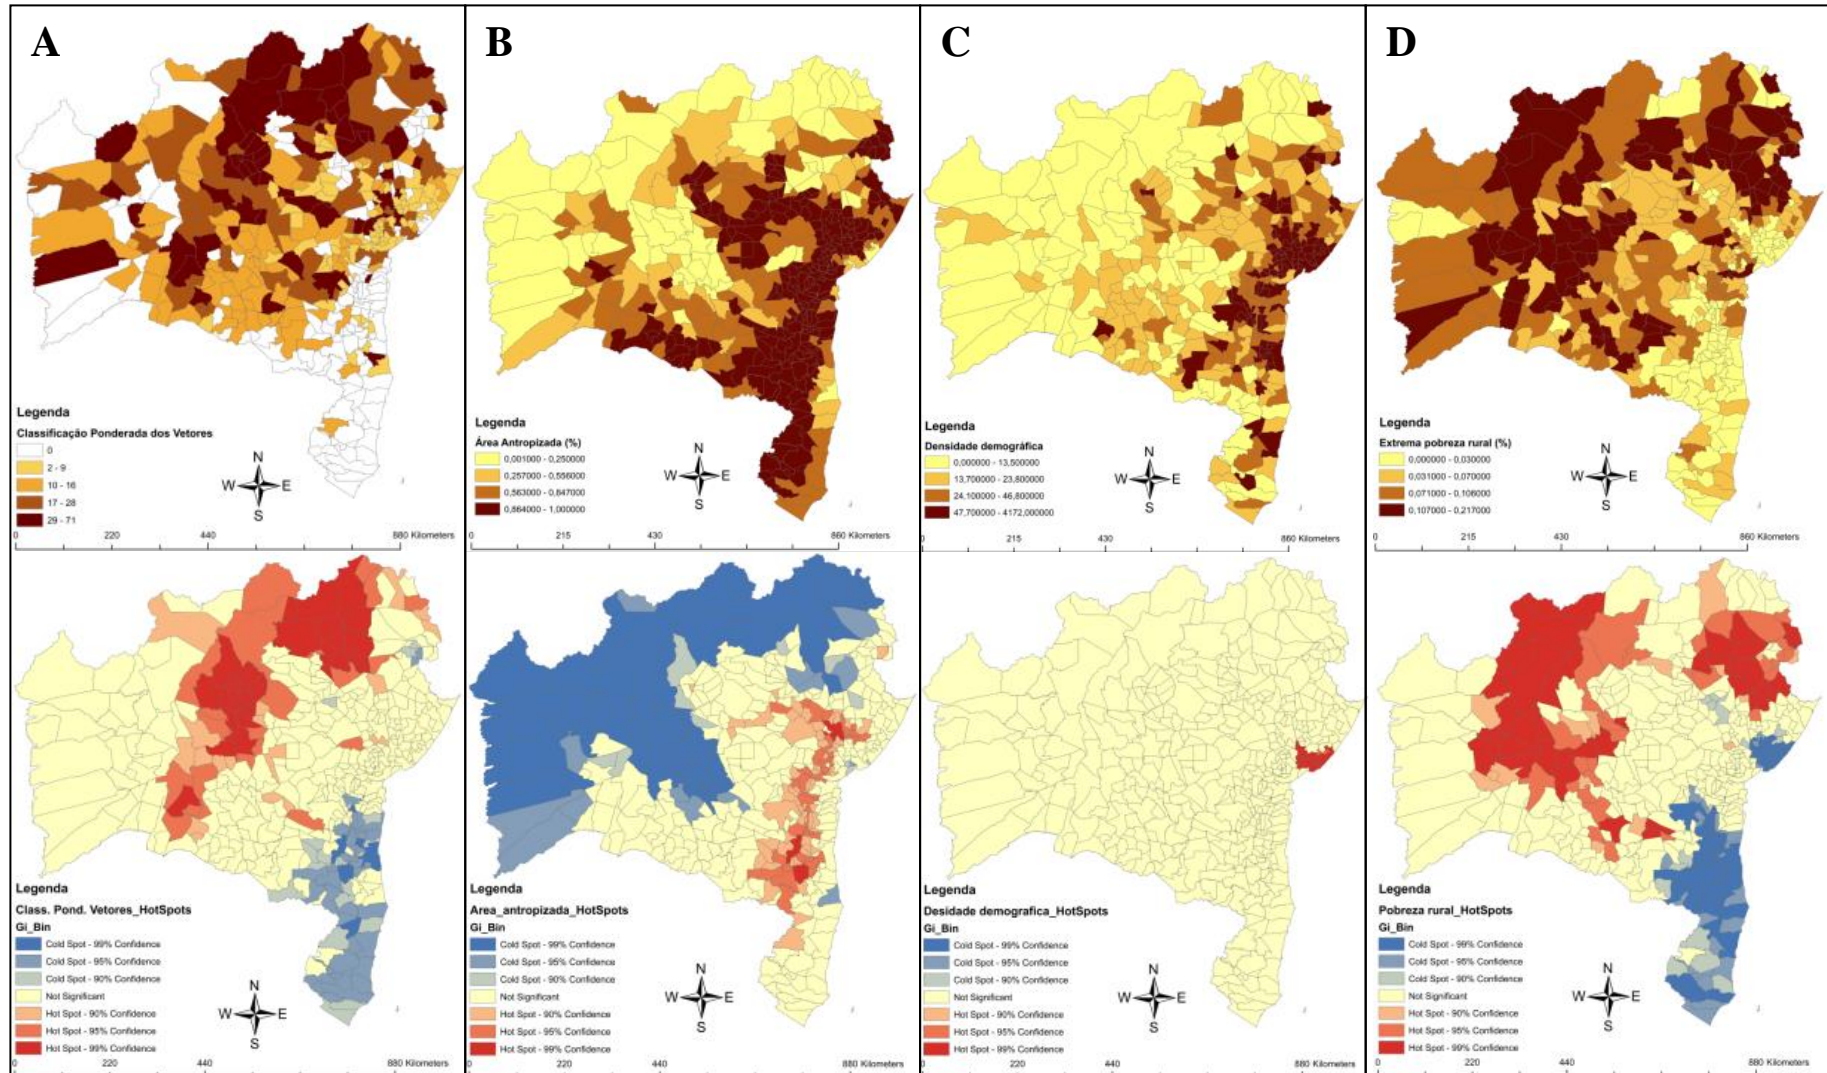 A
Legenda
Classificação Ponderada dos Vetores
0
2 - 9
10 - 16
17 - 28
29 - 71
N
W E
S
0 220 440 880 Kilometers
B
Legenda
Área Antropizada (%)
0,001000 - 0,250000
0,257000 - 0,556000
0,563000 - 0,847000
0,864000 - 1,000000
N
W E
S
0 215 430 860 Kilometers
C
Legenda
Densidade demográfica
0,000000 - 13,500000
13,700000 - 23,800000
24,100000 - 46,800000
47,700000 - 4172,000000
N
W E
S
0 215 430 860 Kilometers
D
Legenda
Extrema pobreza rural (%)
0,000000 - 0,030000
0,031000 - 0,070000
0,071000 - 0,106000
0,107000 - 0,217000
N
W E
S
0 215 430 860 Kilometers
Legenda
Class. Pond. Vetores_HotSpots
Gi_Bin
Cold Spot - 99% Confidence
Cold Spot - 95% Confidence
Cold Spot - 90% Confidence
Not Significant
Hot Spot - 90% Confidence
Hot Spot - 95% Confidence
Hot Spot - 99% Confidence
N
W E
S
0 220 440 880 Kilometers
Legenda
Area_antropizada_HotSpots
Gi_Bin
Cold Spot - 99% Confidence
Cold Spot - 95% Confidence
Cold Spot - 90% Confidence
Not Significant
Hot Spot - 90% Confidence
Hot Spot - 95% Confidence
Hot Spot - 99% Confidence
N
W E
S
0 220 440 880 Kilometers
Legenda
Desidade demografica_HotSpots
Gi_Bin
Cold Spot - 99% Confidence
Cold Spot - 95% Confidence
Cold Spot - 90% Confidence
Not Significant
Hot Spot - 90% Confidence
Hot Spot - 95% Confidence
Hot Spot - 99% Confidence
N
W E
S
0 220 440 880 Kilometers
Legenda
Pobreza rural_HotSpots
Gi_Bin
Cold Spot - 99% Confidence
Cold Spot - 95% Confidence
Cold Spot - 90% Confidence
Not Significant
Hot Spot - 90% Confidence
Hot Spot - 95% Confidence
Hot Spot - 99% Confidence
N
W E
S
0 220 440 880 Kilometers